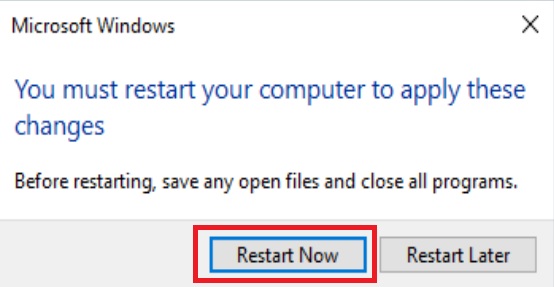 Microsoft Windows
You must restart your computer to apply these
changes
Before restarting, save any open files and close all programs.
Restart Now
Restart Later